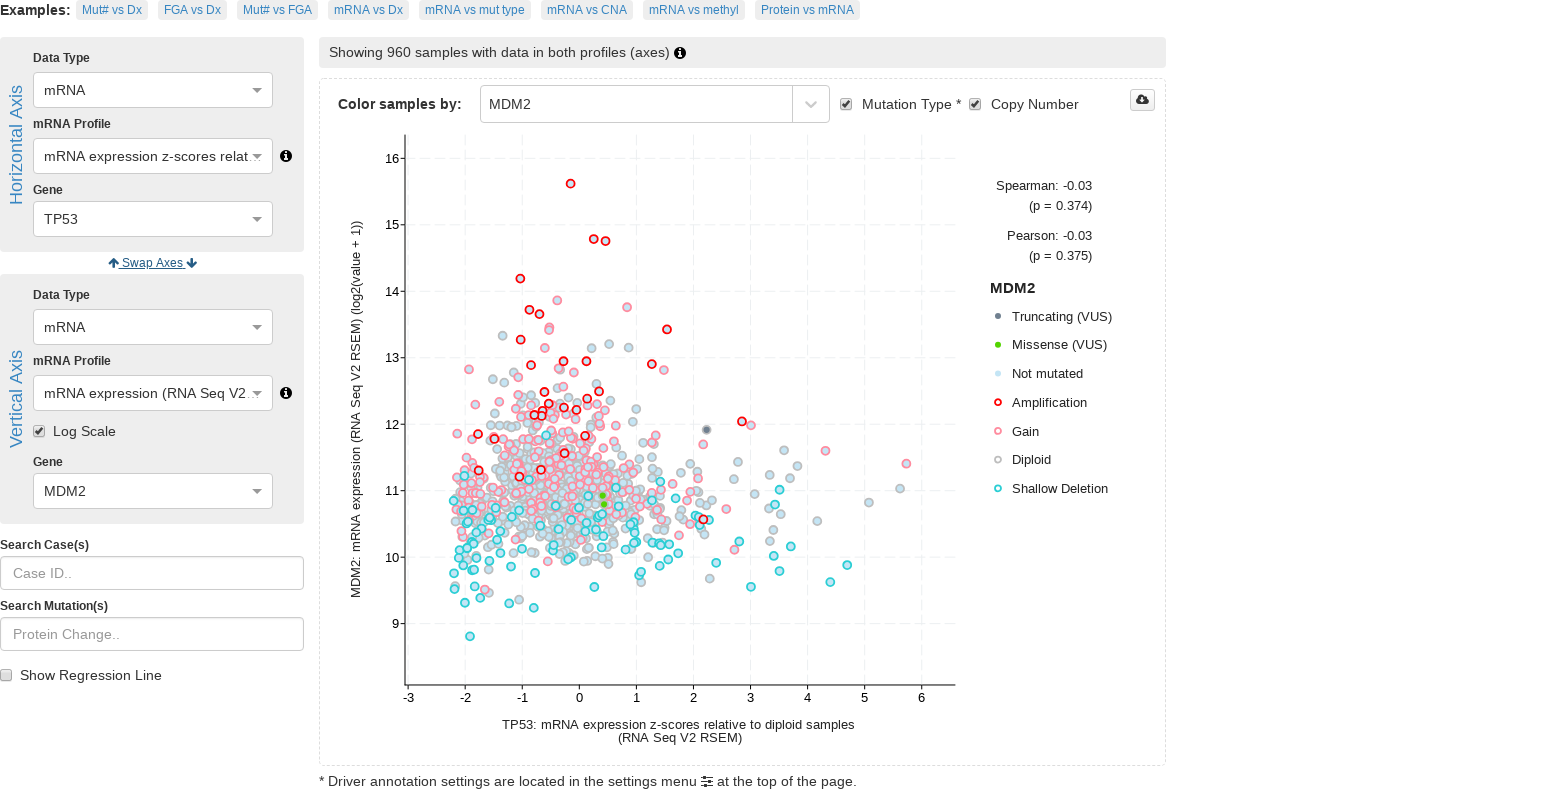 Examples: Mut# vs Dx FGA vs Dx Mut# vs FGA mRNA vs Dx mRNA vs mut type mRNA vs CNA mRNA vs methyl Protein vs mRNA
Horizontal Axis
Data Type
mRNA
mRNA Profile
mRNA expression z-scores relat...
Gene
TP53
Swap Axes
Vertical Axis
Data Type
mRNA
mRNA Profile
mRNA expression (RNA Seq V2...
Log Scale
Gene
MDM2
Search Case(s)
Case ID..
Search Mutation(s)
Protein Change..
Show Regression Line
Showing 960 samples with data in both profiles (axes)
Color samples by: MDM2 Mutation Type * Copy Number
MDM2: mRNA expression (RNA Seq V2 RSEM) (log2(value + 1))
16
15
14
13
12
11
10
9
-3 -2 -1 0 1 2 3 4 5 6
TP53: mRNA expression z-scores relative to diploid samples
(RNA Seq V2 RSEM)
Spearman: -0.03
(p = 0.374)
Pearson: -0.03
(p = 0.375)
MDM2
Truncating (VUS)
Missense (VUS)
Not mutated
Amplification
Gain
Diploid
Shallow Deletion
* Driver annotation settings are located in the settings menu at the top of the page.